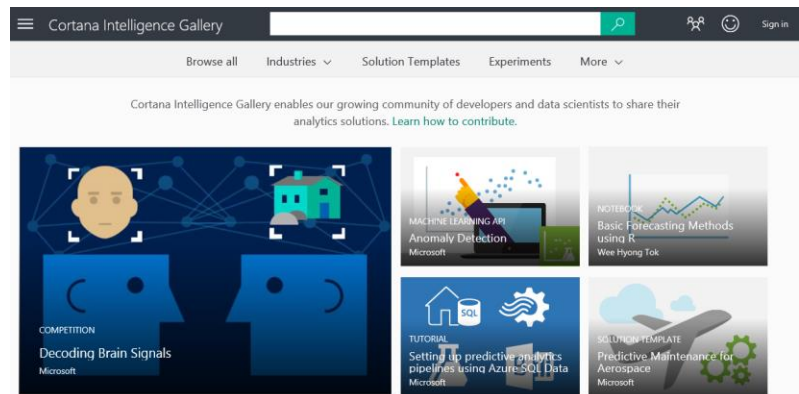 Cortana Intelligence Gallery
Sign in
Browse all
Industries
Solution Templates
Experiments
More
Cortana Intelligence Gallery enables our growing community of developers and data scientists to share their
analytics solutions. Learn how to contribute.
COMPETITION
Decoding Brain Signals
Microsoft
MACHINE LEARNING API
Anomaly Detection
Microsoft
NOTEBOOK
Basic Forecasting Methods
using R
Wee Hyong Tok
SQL
TUTORIAL
Setting up predictive analytics
pipelines using Azure SQL Data
Microsoft
SOLUTION TEMPLATE
Predictive Maintenance for
Aerospace
Microsoft